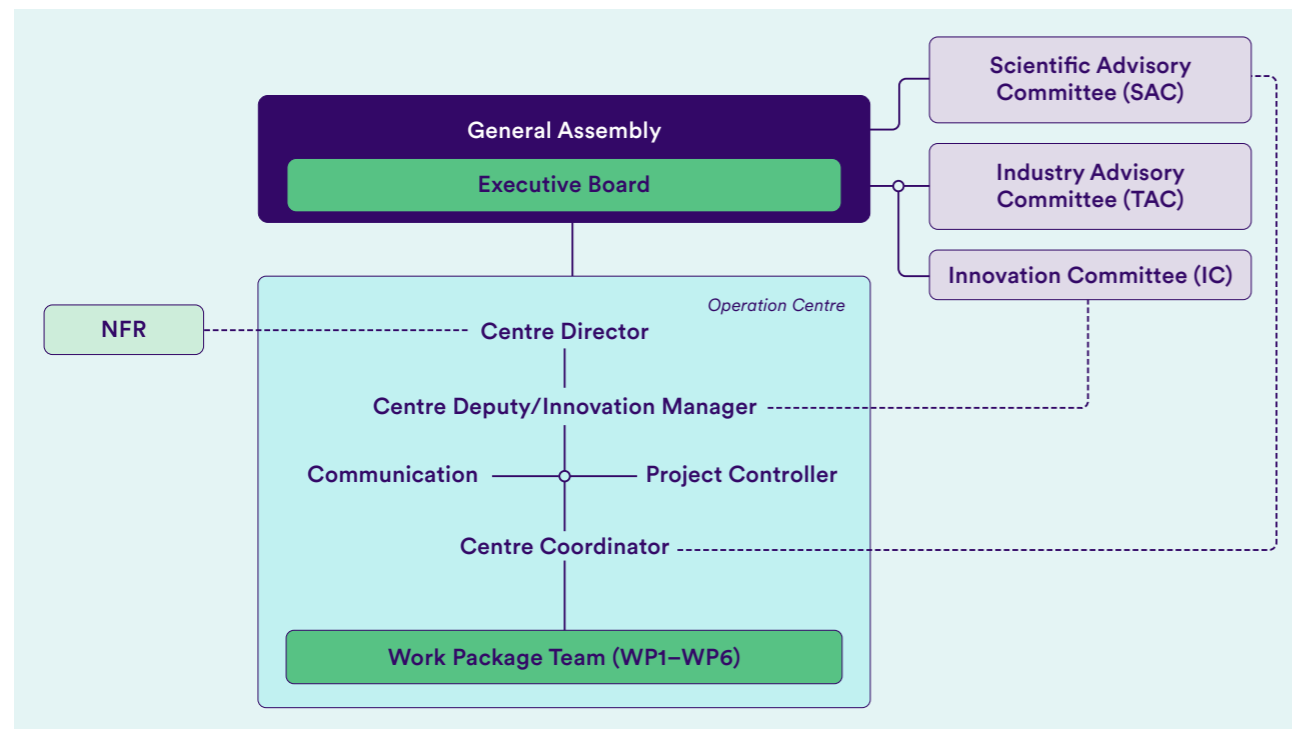 Scientific Advisory
Committee (SAC)
General Assembly
Executive Board
Industry Advisory
Committee (TAC)
Innovation Committee (IC)
Operation Centre
NFR
Centre Director
Centre Deputy/Innovation Manager
Communication
Project Controller
Centre Coordinator
Work Package Team (WP1–WP6)